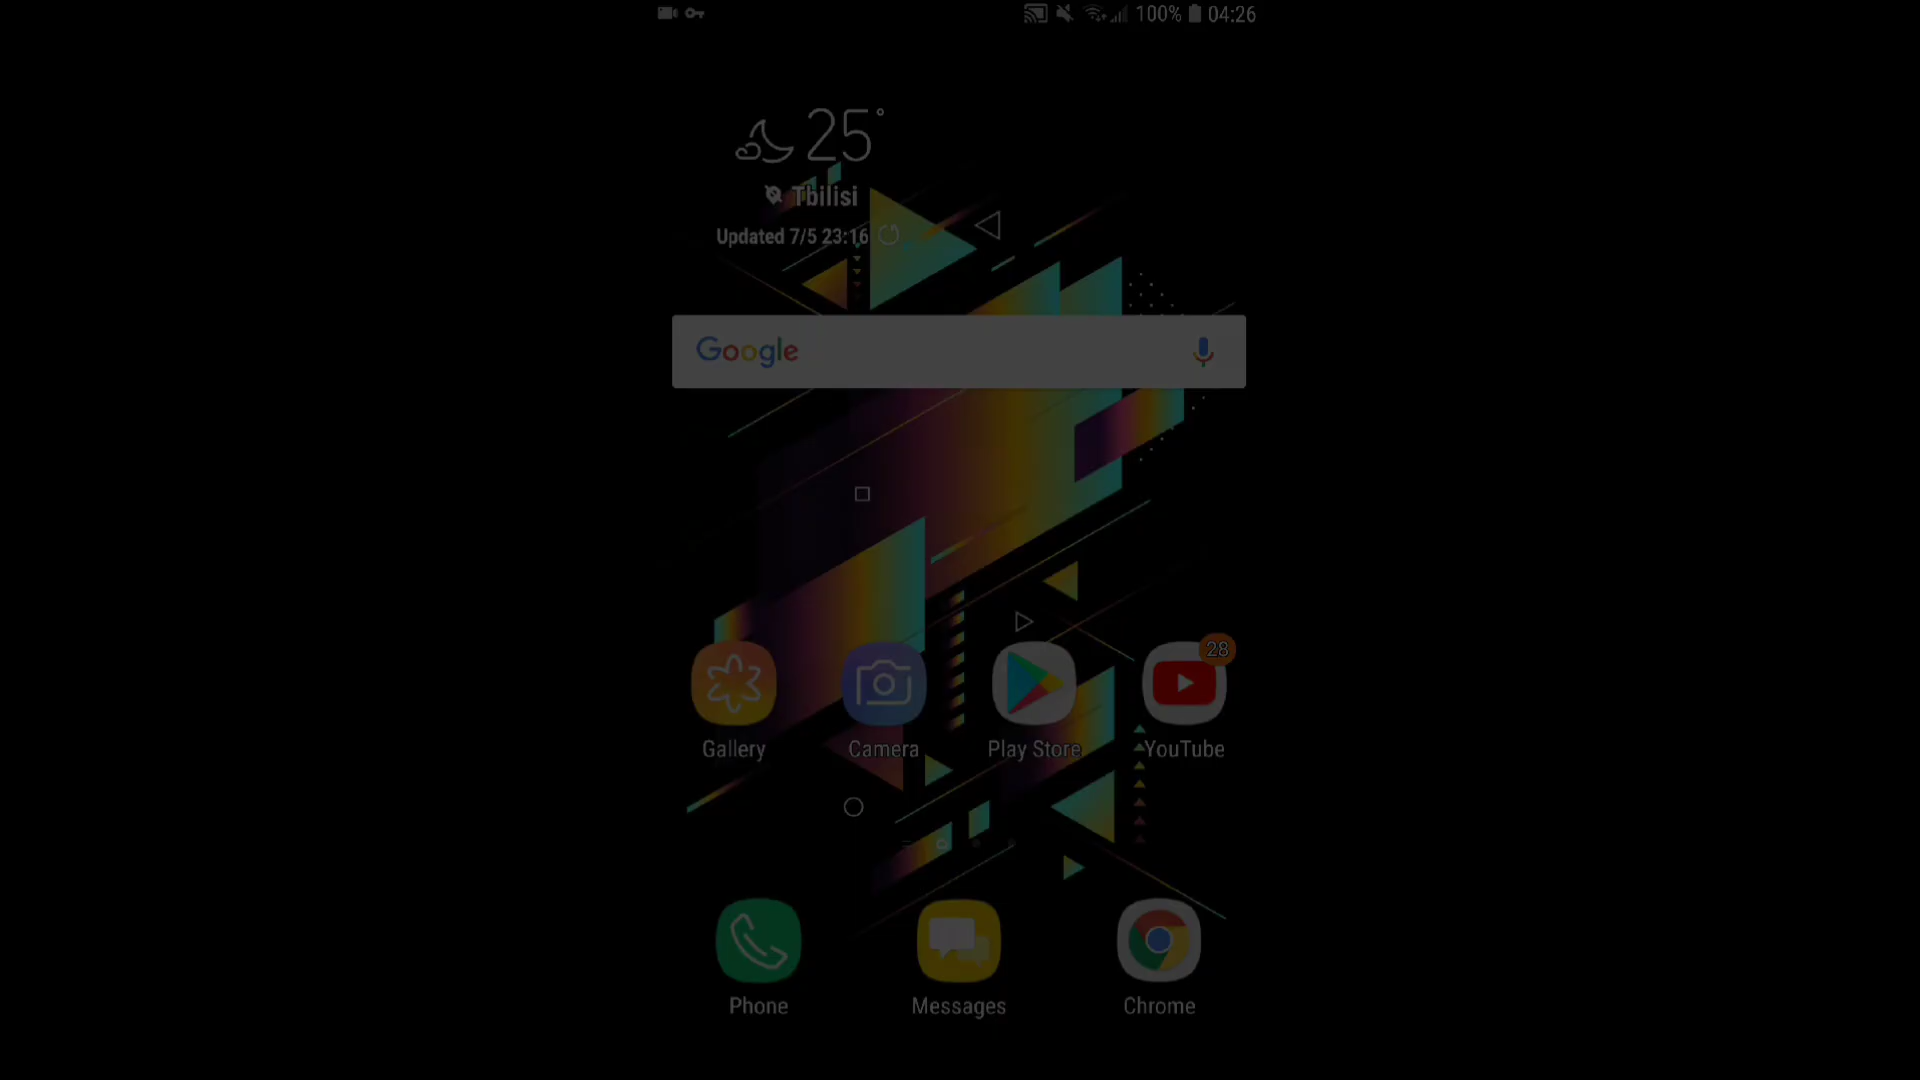 100% 04:26
25°
Tbilisi
Updated 7/5 23:16
Google
28
Gallery
Camera
Play Store
YouTube
Phone
Messages
Chrome